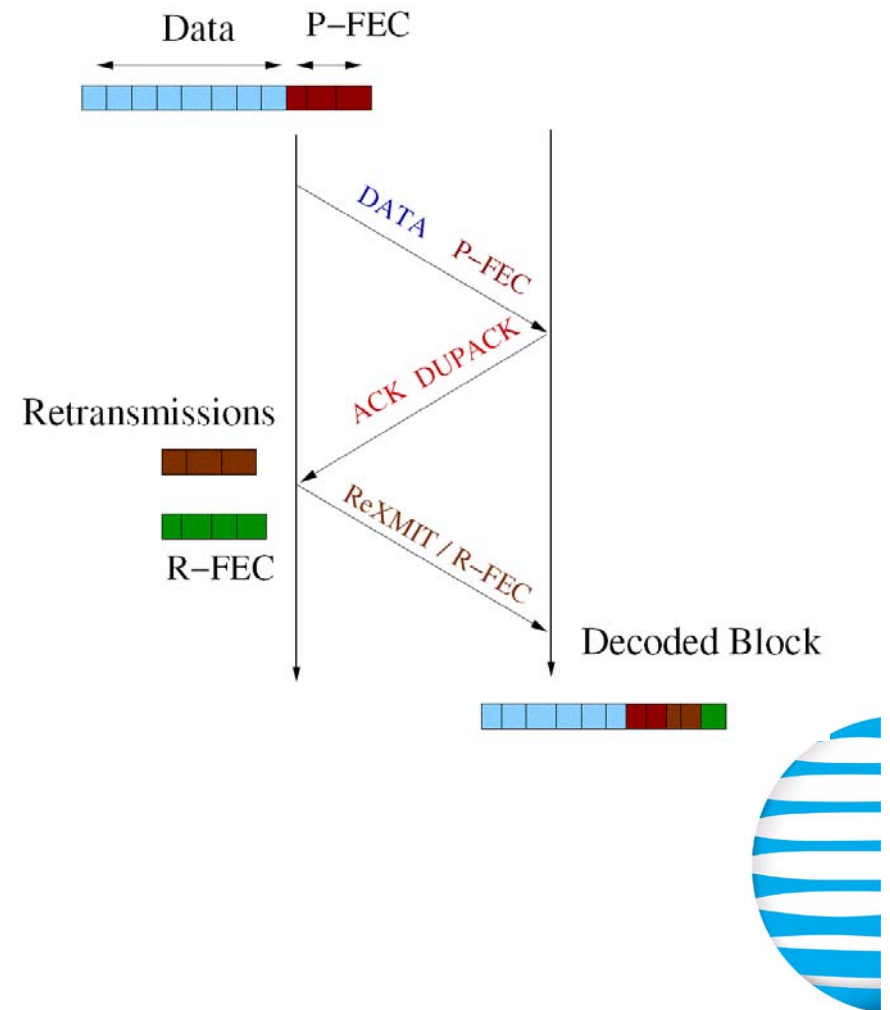 Data
P-FEC
DATA P-FEC
ACK DUPACK
Retransmissions
R-FEC
ReXMIT / R-FEC
Decoded Block